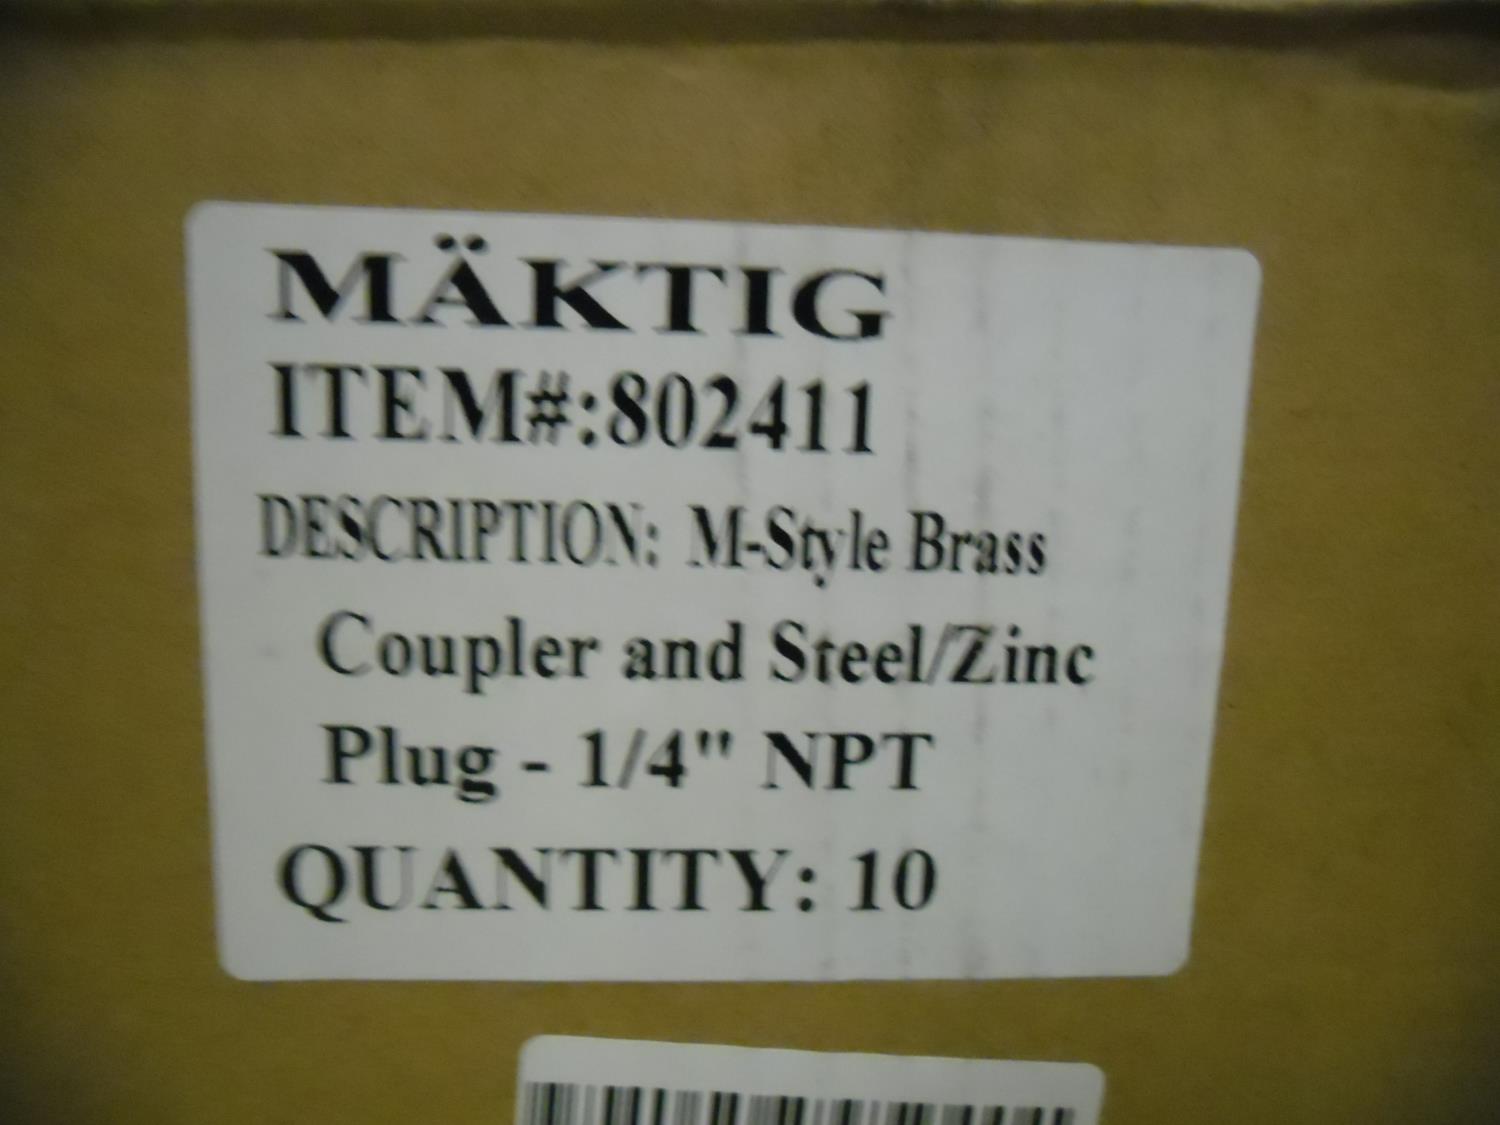 MÄKTIG
ITEM#:802411
DESCRIPTION: M-Style Brass
Coupler and Steel/Zinc
Plug - 1/4" NPT
QUANTITY: 10